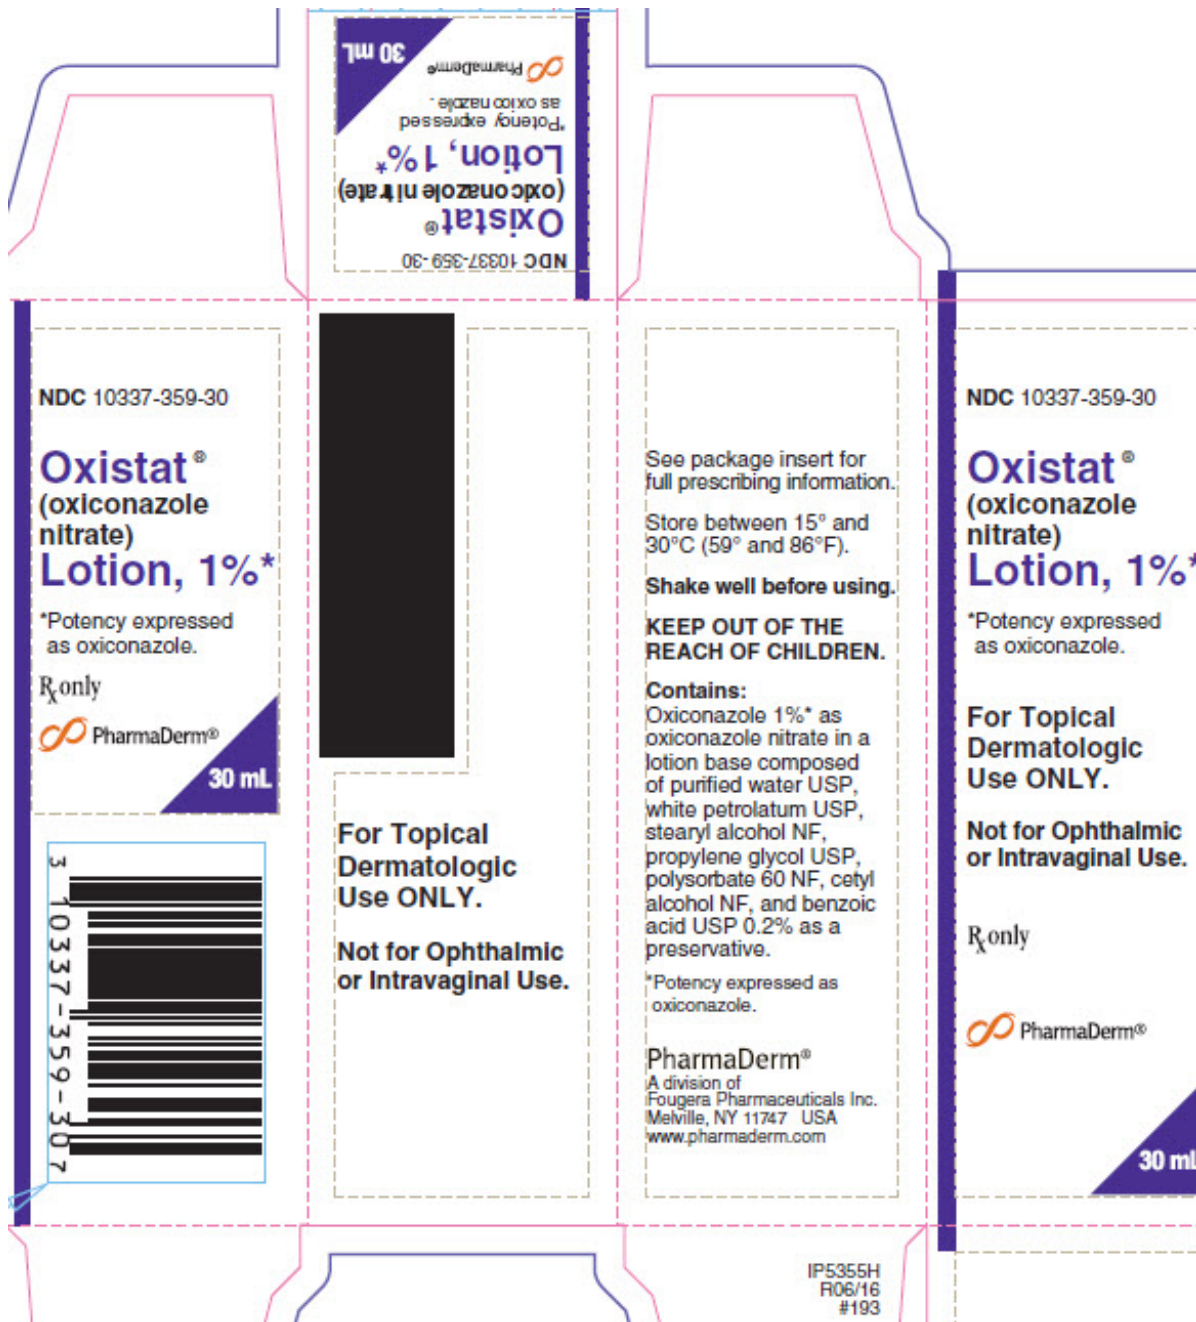 30 mL
PharmaDerm®
*Potency expressed
as oxiconazole.
Lotion, 1%*
(oxiconazole nitrate)
Oxistat®
NDC 10337-359-30
NDC 10337-359-30
Oxistat®
(oxiconazole
nitrate)
Lotion, 1%*
*Potency expressed
as oxiconazole.
Rx only
PharmaDerm®
30 mL
3 10337-359-30 7
For Topical
Dermatologic
Use ONLY.
Not for Ophthalmic
or Intravaginal Use.
See package insert for
full prescribing information.
Store between 15° and
30°C (59° and 86°F).
Shake well before using.
KEEP OUT OF THE
REACH OF CHILDREN.
Contains:
Oxiconazole 1%* as
oxiconazole nitrate in a
lotion base composed
of purified water USP,
white petrolatum USP,
stearyl alcohol NF,
propylene glycol USP,
polysorbate 60 NF, cetyl
alcohol NF, and benzoic
acid USP 0.2% as a
preservative.
*Potency expressed as
oxiconazole.
PharmaDerm®
A division of
Fougera Pharmaceuticals Inc.
Melville, NY 11747 USA
www.pharmaderm.com
NDC 10337-359-30
Oxistat®
(oxiconazole
nitrate)
Lotion, 1%*
*Potency expressed
as oxiconazole.
For Topical
Dermatologic
Use ONLY.
Not for Ophthalmic
or Intravaginal Use.
Rx only
PharmaDerm®
30 mL
IP5355H
R06/16
#193